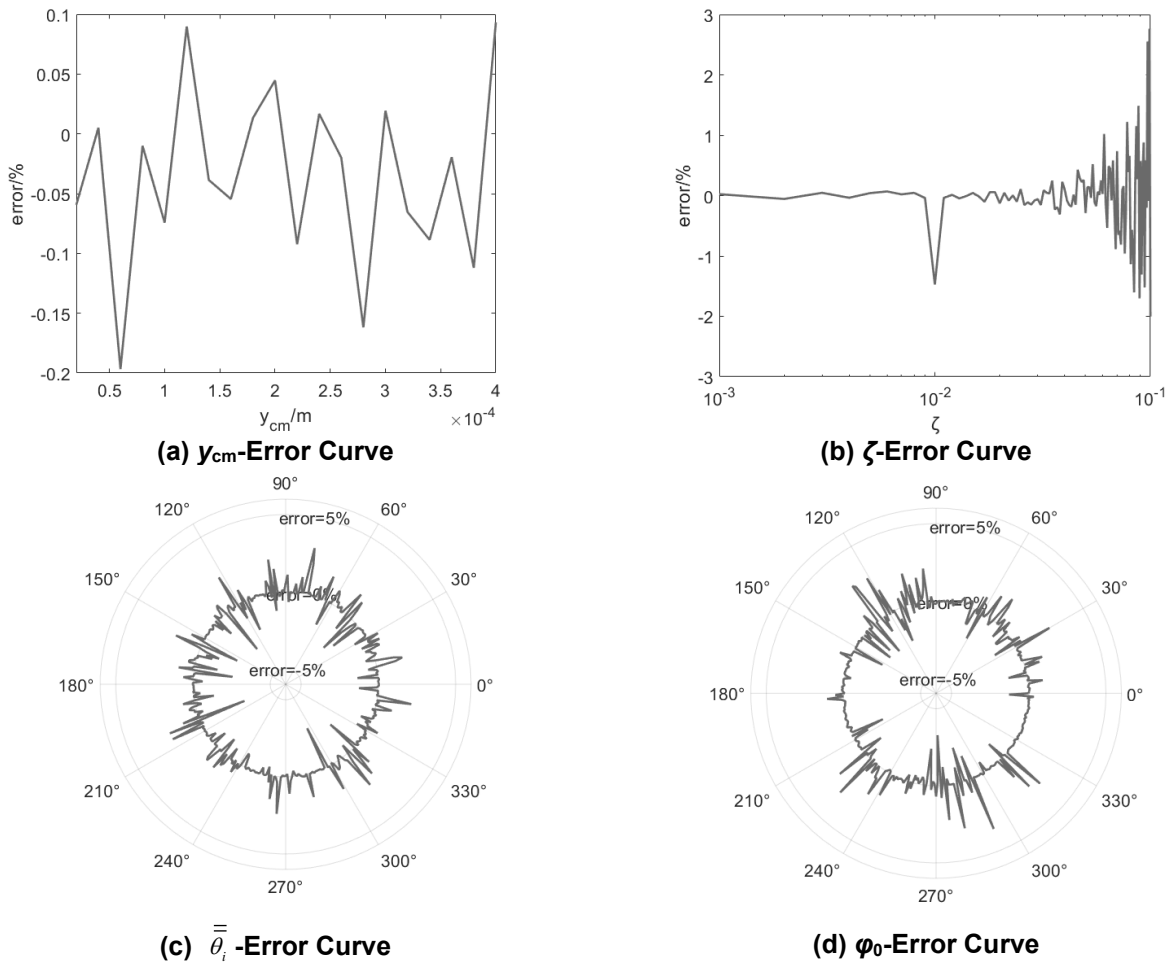 0.1
0.05
0
-0.05
-0.1
-0.15
-0.2
error/%
0.5 1 1.5 2 2.5 3 3.5 4
y_cm/m ×10⁻⁴
(a) y_cm-Error Curve
3%
2
1
0
-1
-2
-3
error/%
10⁻³ 10⁻² 10⁻¹
ζ
(b) ζ-Error Curve
90°
120° 60°
error=5%
150° 30°
error=0%
error=-5%
180° 0°
210° 330°
240° 300°
270°
(c) θ̿_i -Error Curve
90°
120° 60°
error=5%
150° 30°
error=0%
error=-5%
180° 0°
210° 330°
240° 300°
270°
(d) φ₀-Error Curve